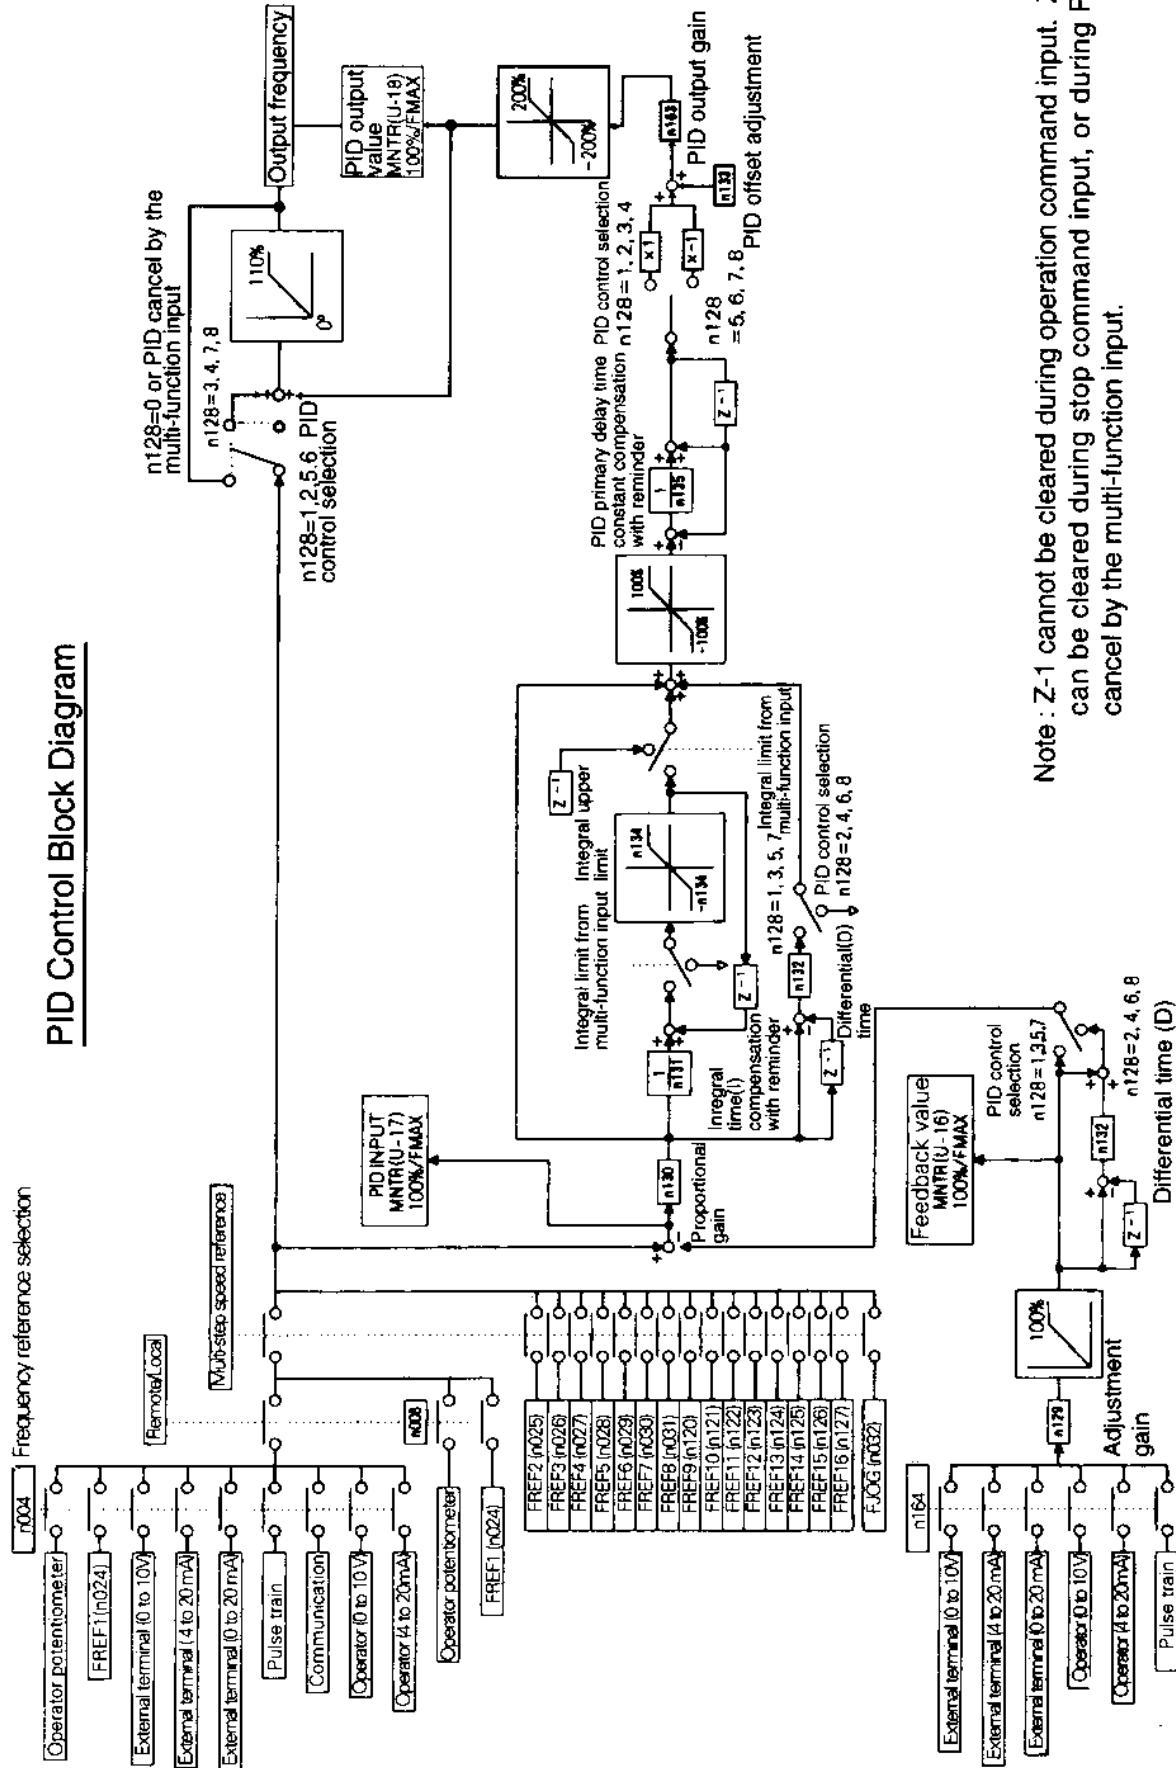 PID Control Block Diagram
n004
Frequency reference selection
Operator potentiometer
FREF1 (n024)
External terminal (0 to 10V)
External terminal (4 to 20 mA)
External terminal (0 to 20 mA)
Pulse train
Communication
Operator (0 to 10V)
Operator (4 to 20mA)
Remote/Local
n008
Operator potentiometer
FREF1 (n024)
Multi-step speed reference
FREF2 (n025)
FREF3 (n026)
FREF4 (n027)
FREF5 (n028)
FREF6 (n029)
FREF7 (n030)
FREF8 (n031)
FREF9 (n120)
FREF10 (n121)
FREF11 (n122)
FREF12 (n123)
FREF13 (n124)
FREF14 (n125)
FREF15 (n126)
FREF16 (n127)
FJOG (n032)
n164
External terminal (0 to 10V)
External terminal (4 to 20 mA)
External terminal (0 to 20 mA)
Operator (0 to 10V)
Operator (4 to 20mA)
Pulse train
n129
Adjustment
gain
100%
Z-1
n132
Differential time (D)
Feedback value
MNTR(U-16)
100%/FMAX
PID control
selection
n128=1,3,5,7
n128=2, 4, 6, 8
PID INPUT
MNTR(U-17)
100%/FMAX
n130
Proportional
gain
1
n131
Inregral
time(I)
compensation
with reminder
Z-1
Integral limit from
multi-function input
Integral upper
limit
n134
-n134
Z-1
Integral limit from
multi-function input
Z-1
n132
Differential(D)
time
n128=1, 3, 5, 7
PID control selection
n128=2, 4, 6, 8
100%
-100%
PID primary delay time
constant compensation
with reminder
1
n135
Z-1
PID control selection
n128=1, 2, 3, 4
x 1
x -1
n128
=5, 6, 7, 8
n133
PID offset adjustment
n163
PID output gain
200%
-200%
PID output
value
MNTR(U-18)
100%/FMAX
n128=0 or PID cancel by the
multi-function input
n128=3, 4, 7, 8
n128=1,2,5,6 PID
control selection
110%
0°
Output frequency
Note : Z-1 cannot be cleared during operation command input.
can be cleared during stop command input, or during
cancel by the multi-function input.